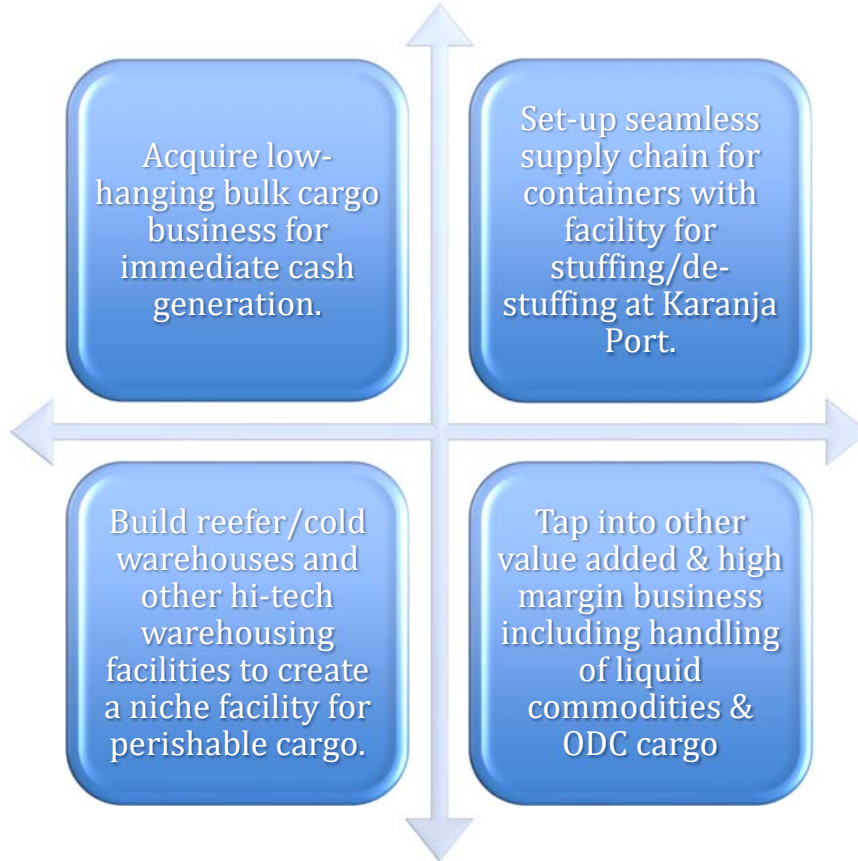 Acquire low-
hanging bulk cargo
business for
immediate cash
generation.
Set-up seamless
supply chain for
containers with
facility for
stuffing/de-
stuffing at Karanja
Port.
Build reefer/cold
warehouses and
other hi-tech
warehousing
facilities to create
a niche facility for
perishable cargo.
Tap into other
value added & high
margin business
including handling
of liquid
commodities &
ODC cargo